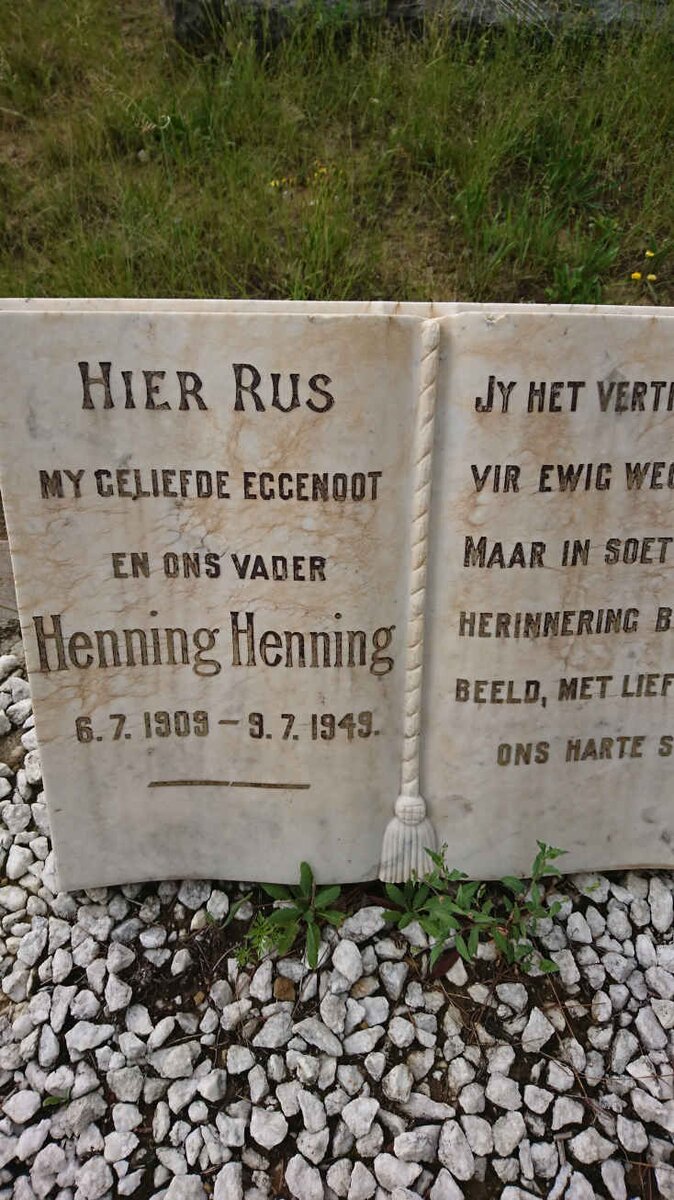 HIER RUS
MY GELIEFDE EGGENOOT
EN ONS VADER
Henning Henning
6.7.1909 – 9.7.1949.
JY HET
VIR EWIG
MAAR IN
HERINNERING
BEELD, MET
ONS HARTE